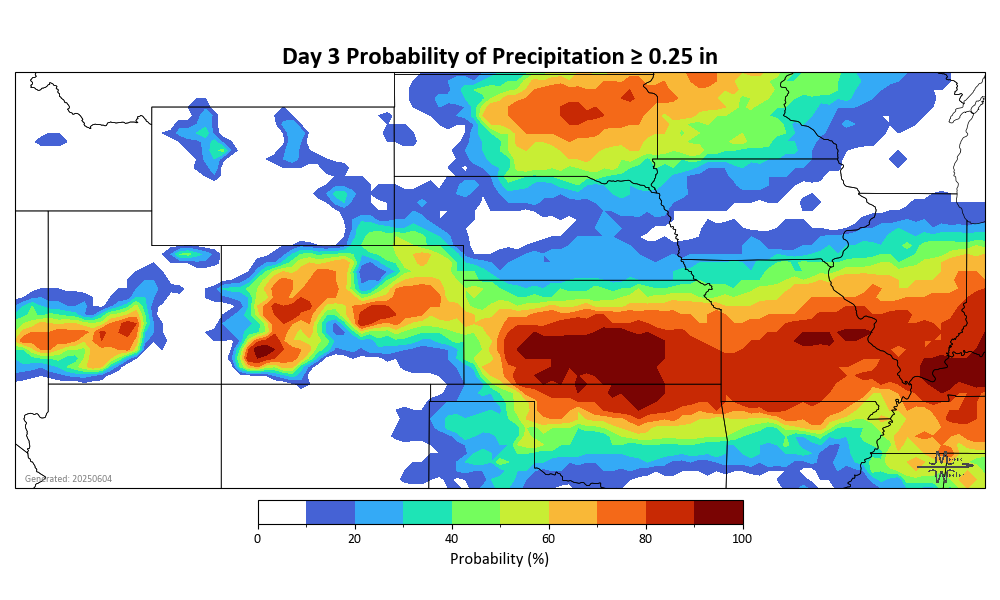 Day 3 Probability of Precipitation ≥ 0.25 in
Generated: 20250604
0 20 40 60 80 100
Probability (%)